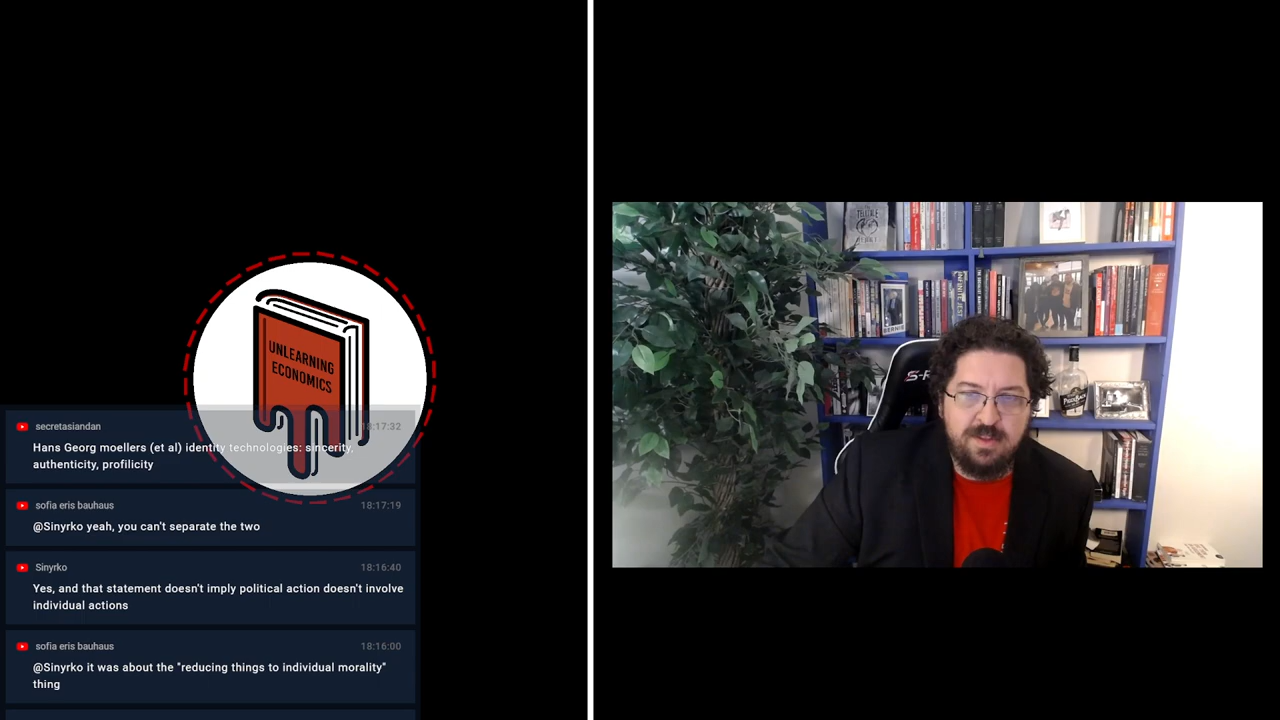 UNLEARNING
ECONOMICS
secretasiandan
18:17:32
Hans Georg moellers (et al) identity technologies: sincerity,
authenticity, profilicity
sofia eris bauhaus
18:17:19
@Sinyrko yeah, you can't separate the two
Sinyrko
18:16:40
Yes, and that statement doesn't imply political action doesn't involve
individual actions
sofia eris bauhaus
18:16:00
@Sinyrko it was about the "reducing things to individual morality"
thing
INFINITE JEST
BERNIE
S-R